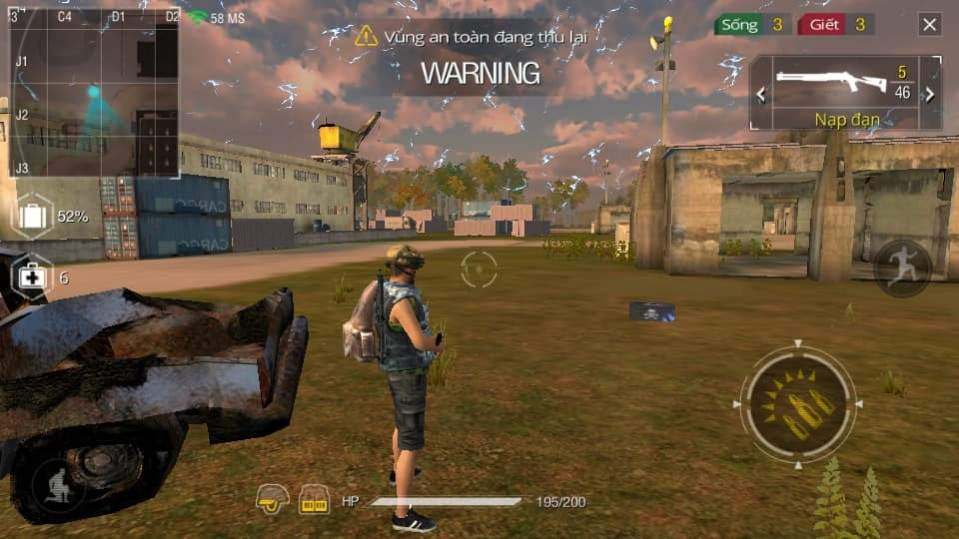 3 C4 D1 D2 58 MS
Vùng an toàn đang thu lại
WARNING
Sống 3 Giết 3
J1
J2
J3
5
46
Nạp đạn
52%
CARGO
CARGO
6
HP 195/200